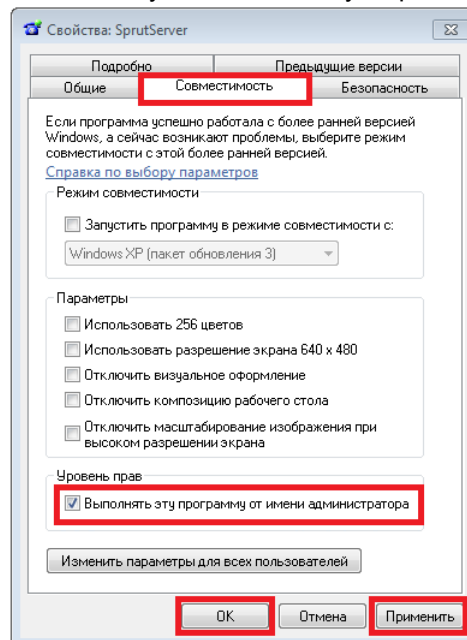 Свойства: SprutServer
Подробно
Предыдущие версии
Общие
Совместимость
Безопасность
Если программа успешно работала с более ранней версией
Windows, а сейчас возникают проблемы, выберите режим
совместимости с этой более ранней версией.
Справка по выбору параметров
Режим совместимости
Запустить программу в режиме совместимости с:
Windows XP (пакет обновления 3)
Параметры
Использовать 256 цветов
Использовать разрешение экрана 640 x 480
Отключить визуальное оформление
Отключить композицию рабочего стола
Отключить масштабирование изображения при
высоком разрешении экрана
Уровень прав
Выполнять эту программу от имени администратора
Изменить параметры для всех пользователей
OK
Отмена
Применить